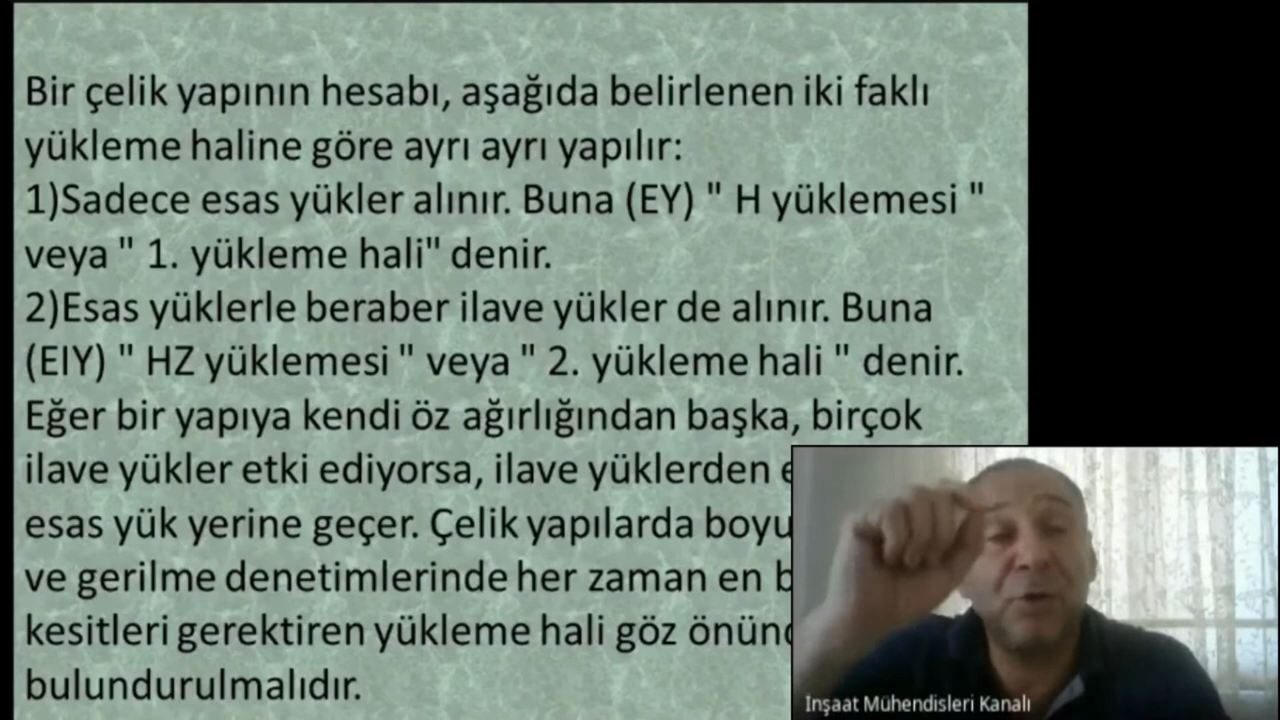 Bir çelik yapının hesabı, aşağıda belirlenen iki faklı
yükleme haline göre ayrı ayrı yapılır:
1)Sadece esas yükler alınır. Buna (EY) " H yüklemesi "
veya " 1. yükleme hali" denir.
2)Esas yüklerle beraber ilave yükler de alınır. Buna
(EIY) " HZ yüklemesi " veya " 2. yükleme hali " denir.
Eğer bir yapıya kendi öz ağırlığından başka, birçok
ilave yükler etki ediyorsa, ilave yüklerden
esas yük yerine geçer. Çelik yapılarda
ve gerilme denetimlerinde her zaman en
kesitleri gerektiren yükleme hali göz
bulundurulmalıdır.
İnşaat Mühendisleri Kanalı